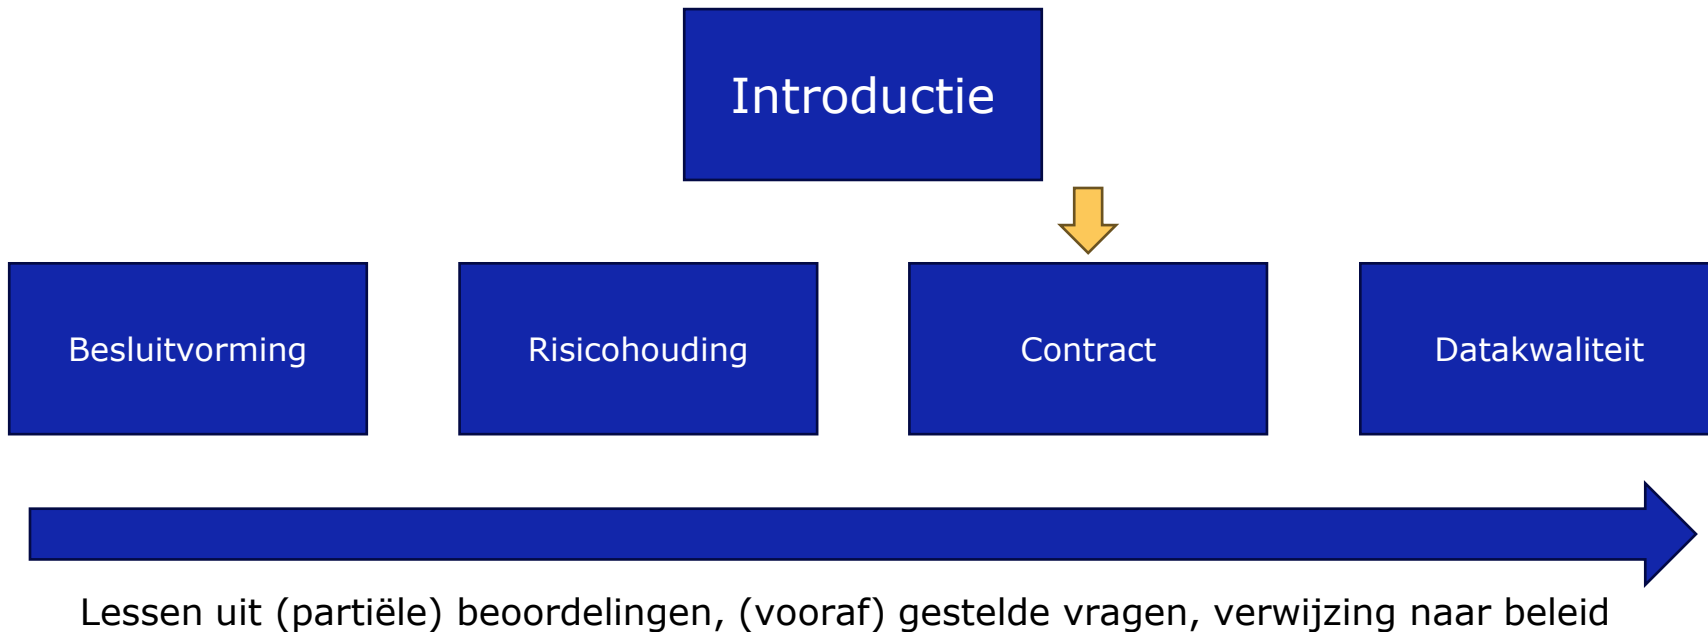 Introductie
Besluitvorming
Risicohouding
Contract
Datakwaliteit
Lessen uit (partiële) beoordelingen, (vooraf) gestelde vragen, verwijzing naar beleid